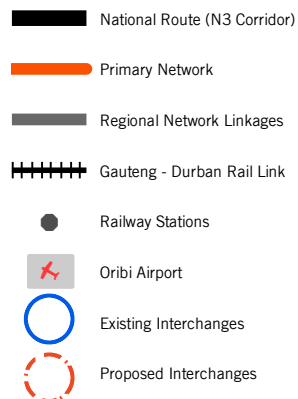 National Route (N3 Corridor)
Primary Network
Regional Network Linkages
Gauteng - Durban Rail Link
Railway Stations
Oribi Airport
Existing Interchanges
Proposed Interchanges